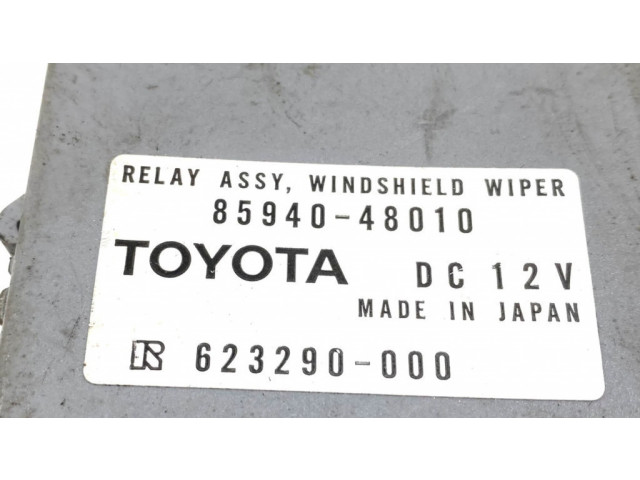 RELAY ASSY, WINDSHIELD WIPER
85940-48010
TOYOTA DC 12V
MADE IN JAPAN
R 623290-000